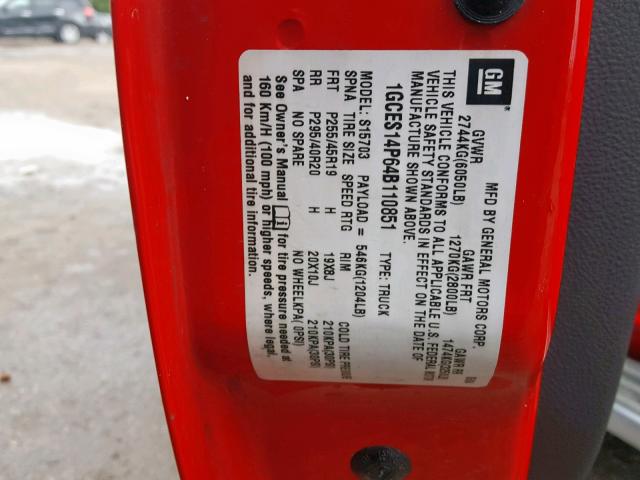 GM
MFD BY GENERAL MOTORS CORP.
GVWR GAWR FRT GAWR RR
2744KG(6050LB) 1270KG(2800LB)
THIS VEHICLE CONFORMS TO ALL APPLICABLE U.S. FEDERAL MOTOR
VEHICLE SAFETY STANDARDS IN EFFECT ON THE DATE OF
MANUFACTURE SHOWN ABOVE.
1GCES14P64B110851 TYPE: TRUCK
MODEL: S15703 PAYLOAD = 546KG(1204LB)
SPNA TIRE SIZE SPEED RTG RIM COLD TIRE PRESSURE
FRT P255/45R19 H 19X8J 210KPA(30PSI)
RR P295/40R20 H 20X10J 210KPA(30PSI)
SPA NO SPARE NO WHEELKPA( 0PSI)
See Owner's Manual for tire pressure needed at
160 Km/H (100 mph) or higher speeds, where legal,
and for additional tire information.